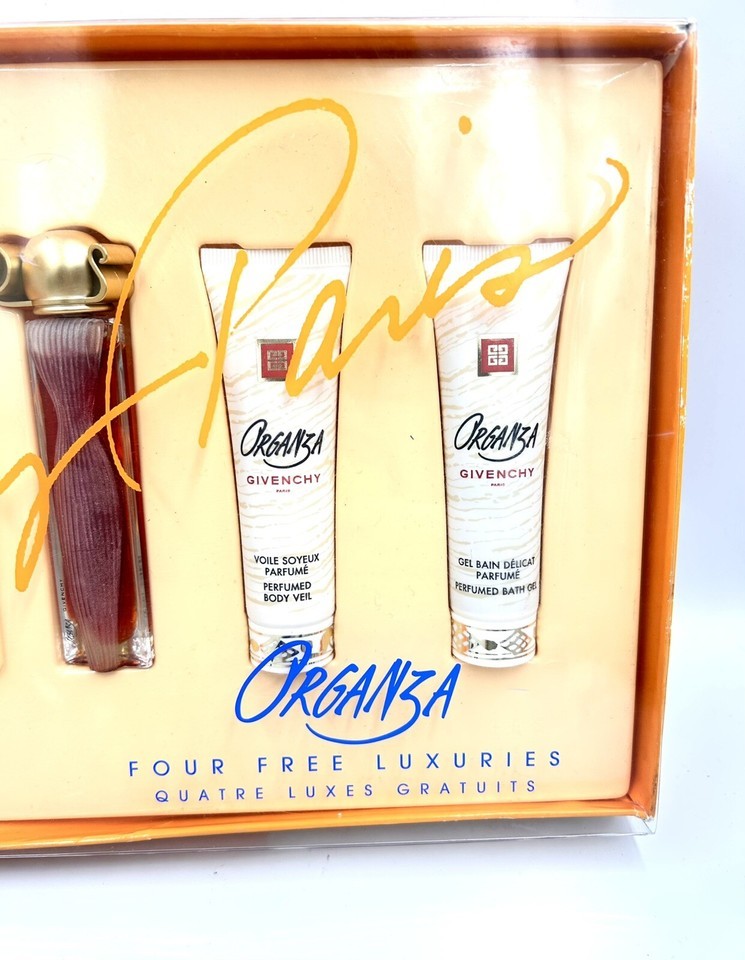 Paris
ORGANZA
GIVENCHY
PARIS
VOILE SOYEUX
PARFUMÉ
PERFUMED
BODY VEIL
ORGANZA
GIVENCHY
PARIS
GEL BAIN DÉLICAT
PARFUMÉ
PERFUMED BATH GEL
GIVENCHY
ORGANZA
FOUR FREE LUXURIES
QUATRE LUXES GRATUITS